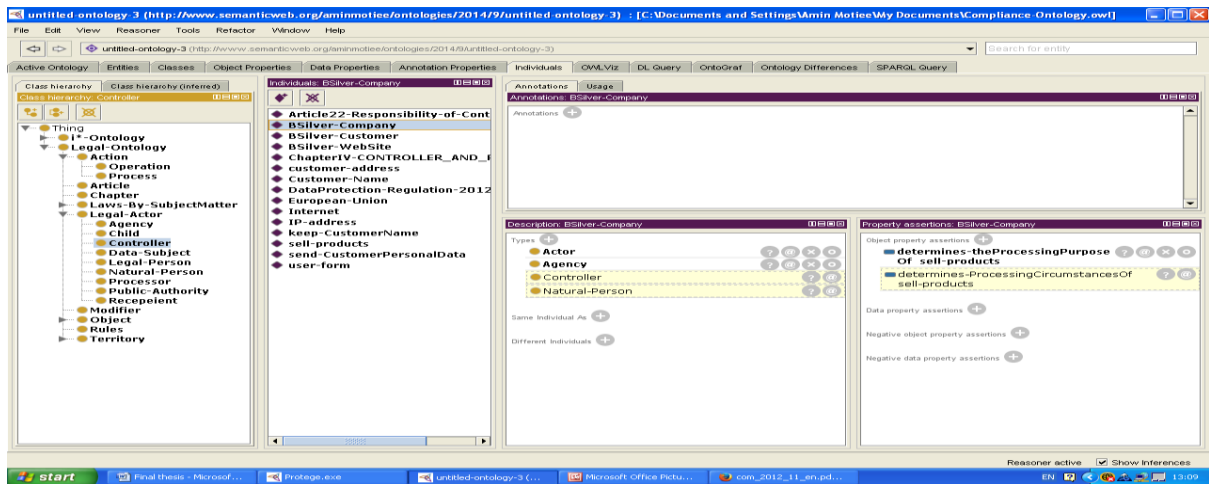 untitled-ontology-3 (http://www.semanticweb.org/aminmotiee/ontologies/2014/9/untitled-ontology-3) : [C:\Documents and Settings\Amin Motiee\My Documents\Compliance-Ontology.owl]
File Edit View Reasoner Tools Refactor Window Help
untitled-ontology-3 (http://www.semanticweb.org/aminmotiee/ontologies/2014/9/untitled-ontology-3)
Search for entity
Active Ontology Entities Classes Object Properties Data Properties Annotation Properties Individuals OWLViz DL Query OntoGraf Ontology Differences SPARQL Query
Class hierarchy Class hierarchy (inferred)
Class hierarchy: Controller
Thing
i*-Ontology
Legal-Ontology
Action
Operation
Process
Article
Chapter
Laws-By-SubjectMatter
Legal-Actor
Agency
Child
Controller
Data-Subject
Legal-Person
Natural-Person
Processor
Public-Authority
Recepeient
Modifier
Object
Rules
Territory
Individuals: BSilver-Company
Article22-Responsibility-of-Cont
BSilver-Company
BSilver-Customer
BSilver-WebSite
ChapterIV-CONTROLLER_AND_F
customer-address
Customer-Name
DataProtection-Regulation-2012
European-Union
Internet
IP-address
keep-CustomerName
sell-products
send-CustomerPersonalData
user-form
Annotations Usage
Annotations: BSilver-Company
Annotations
Description: BSilver-Company
Types
Actor
Agency
Controller
Natural-Person
Same Individual As
Different Individuals
Property assertions: BSilver-Company
Object property assertions
determines-theProcessingPurpose
Of sell-products
determines-ProcessingCircumstancesOf
sell-products
Data property assertions
Negative object property assertions
Negative data property assertions
Reasoner active Show Inferences
start Final thesis - Microsof... Protege.exe untitled-ontology-3 (... Microsoft Office Pictu... com_2012_11_en.pd... EN 13:09